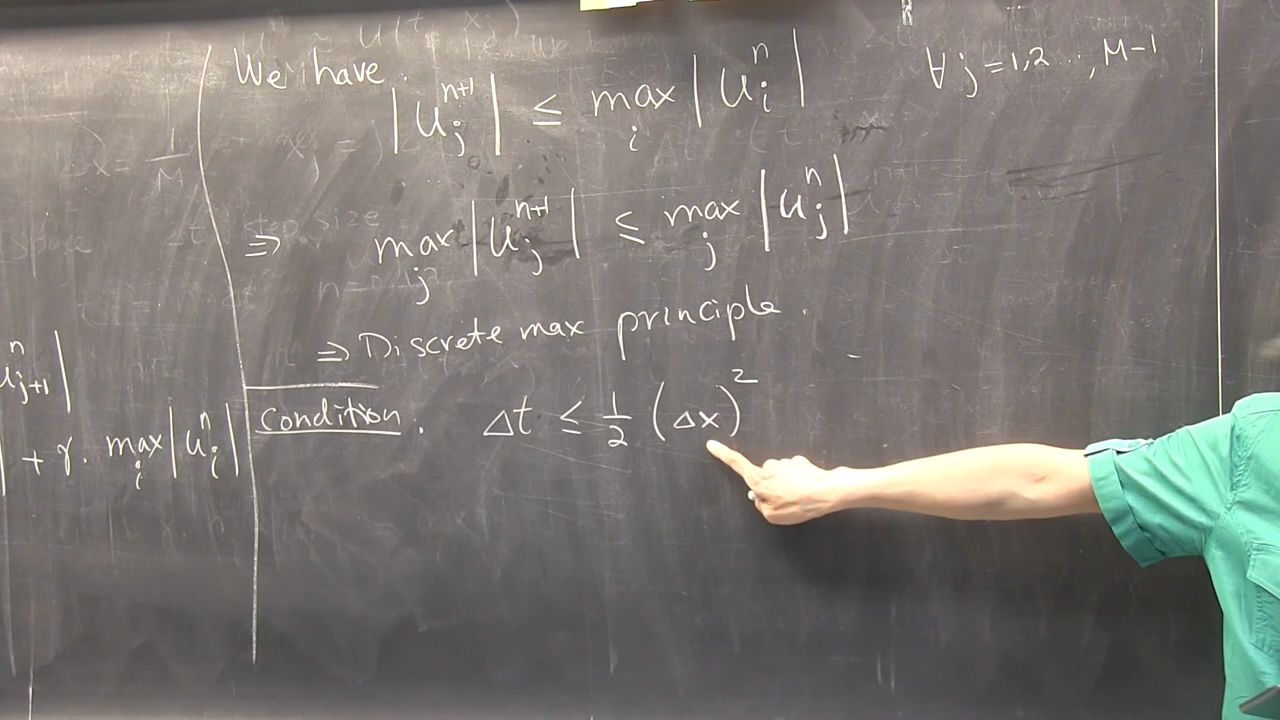 We have:
|u_j^{n+1}| ≤ max_i |u_i^n| ∀ j = 1,2 ..., M-1
⇒ max_j |u_j^{n+1}| ≤ max_j |u_j^n|
⇒ Discrete max principle.
u_{j+1}^n|
| + γ. max_i |u_i^n|
Condition. Δt ≤ 1/2 (Δx)^2